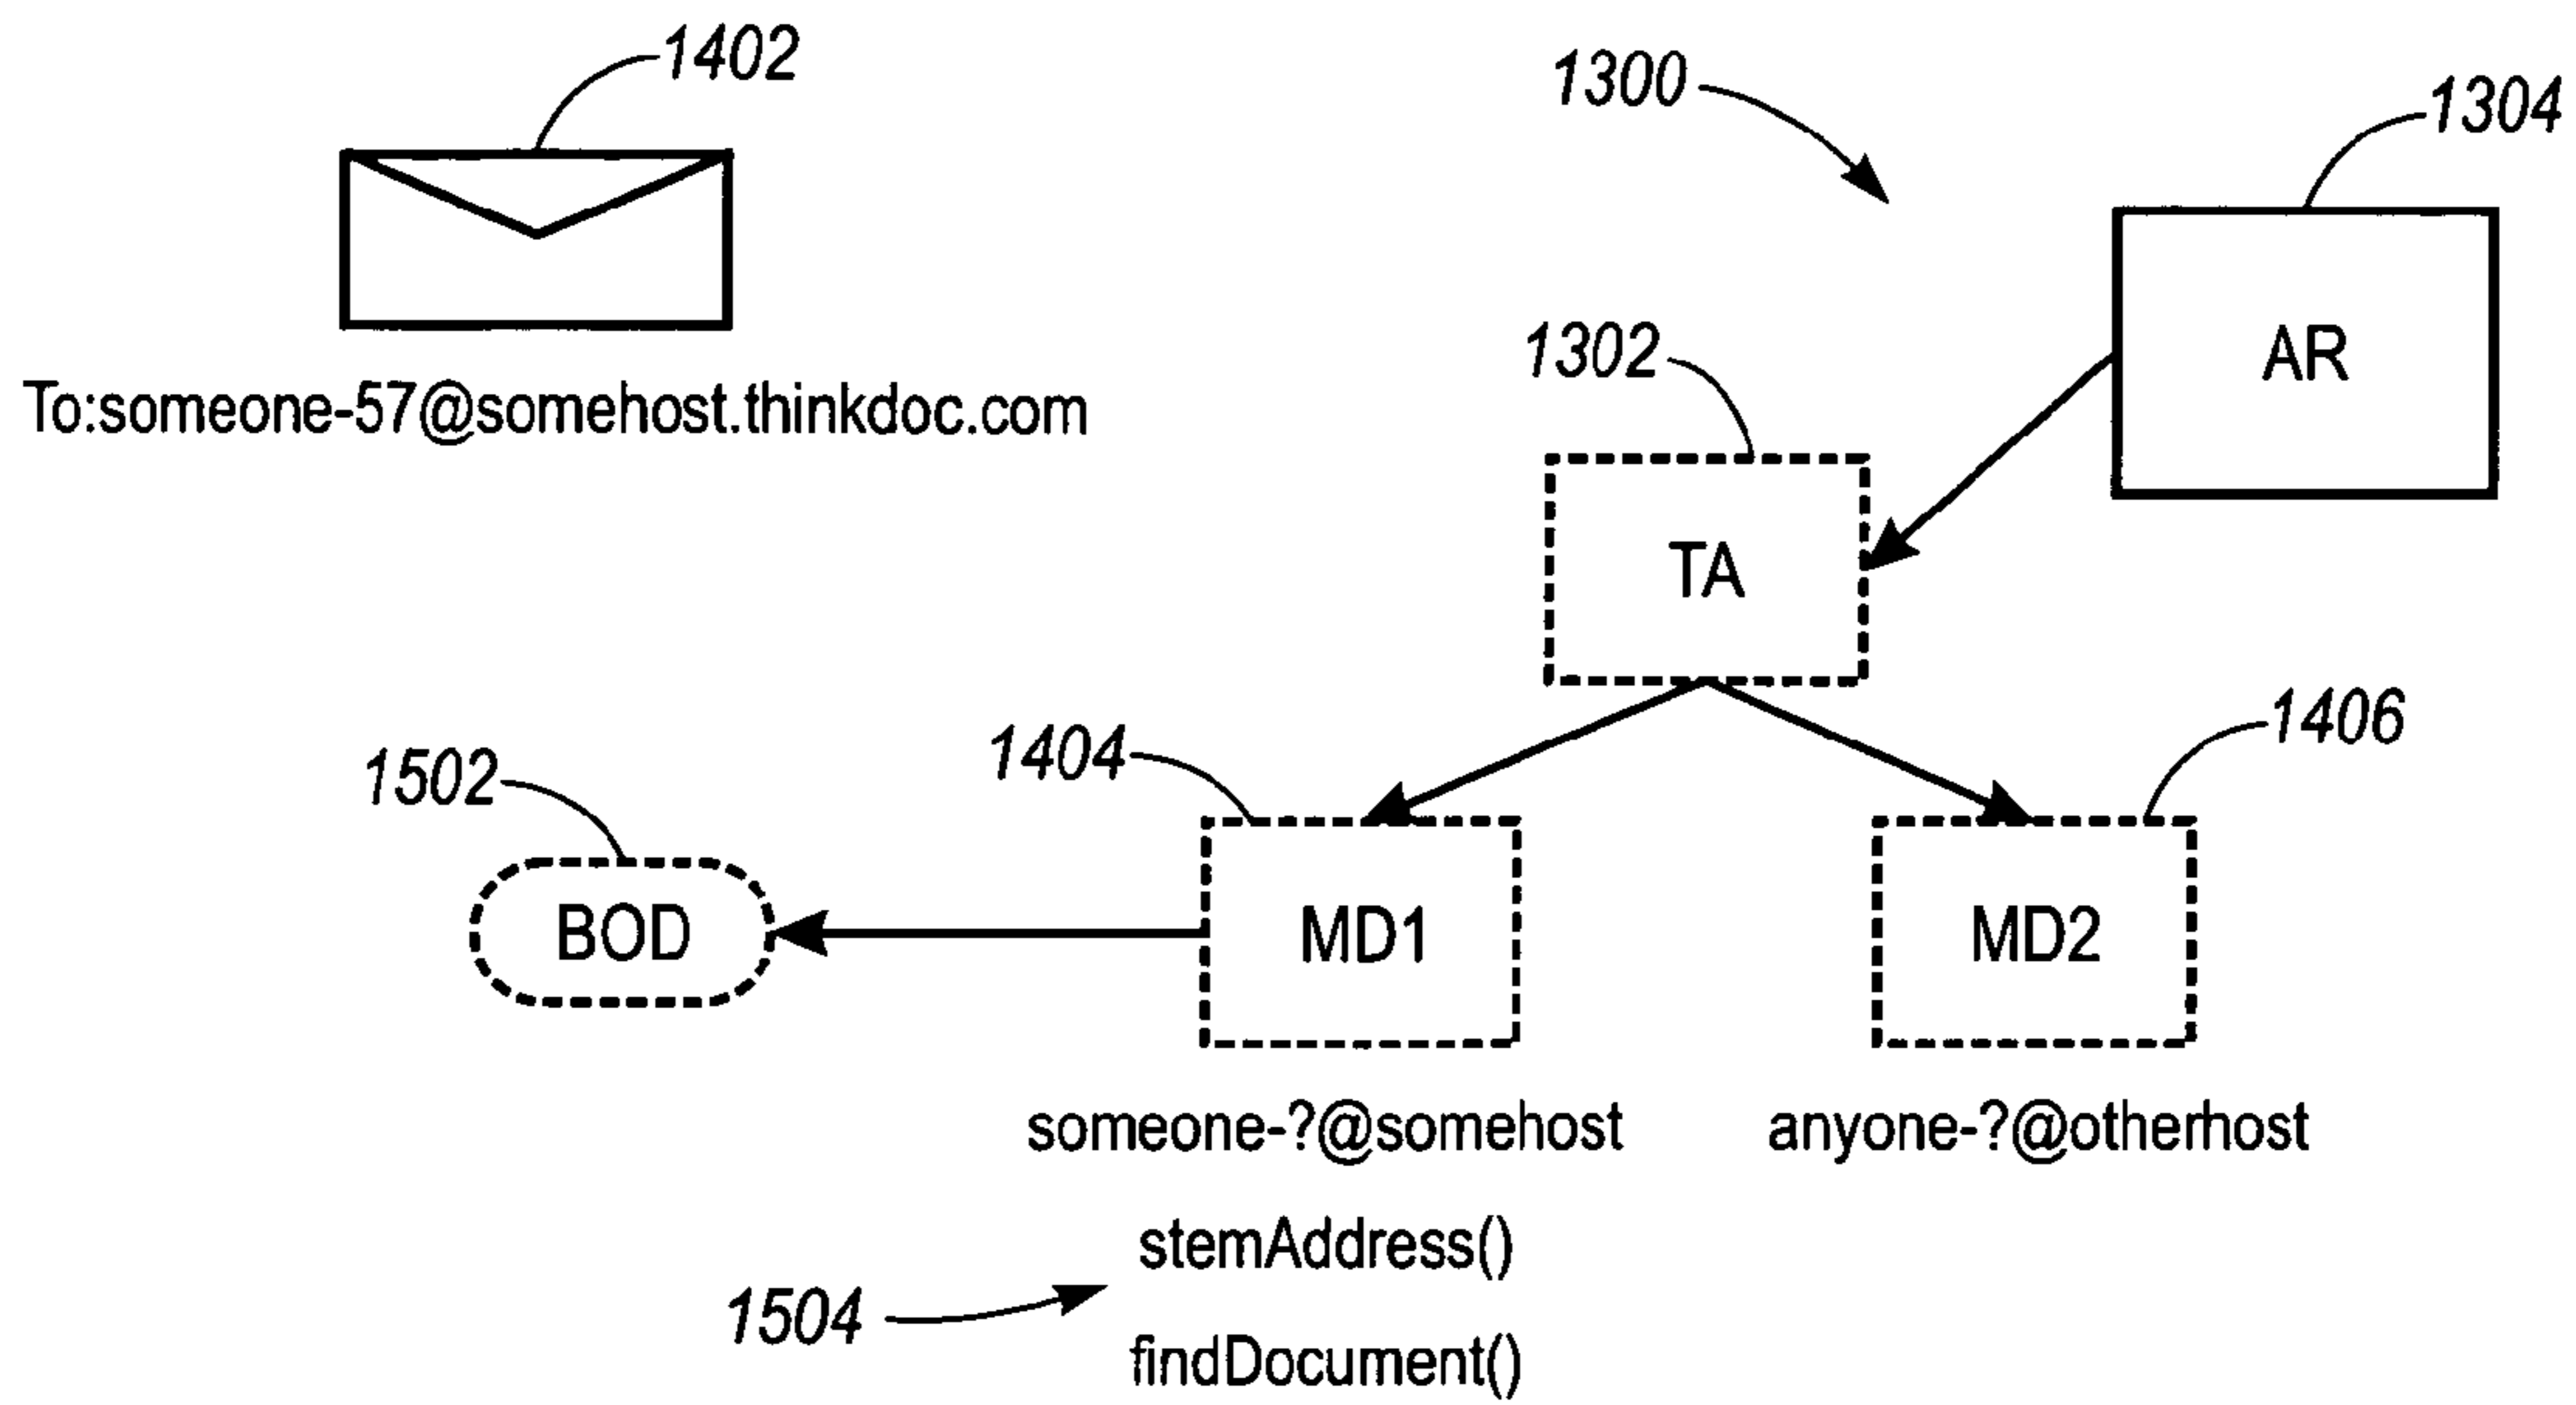 1402
1300
1304
AR
1302
To:someone-57@somehost.thinkdoc.com
TA
1406
1404
1502
BOD
MD1
MD2
someone-?@somehost
anyone-?@otherhost
stemAddress()
1504
findDocument()